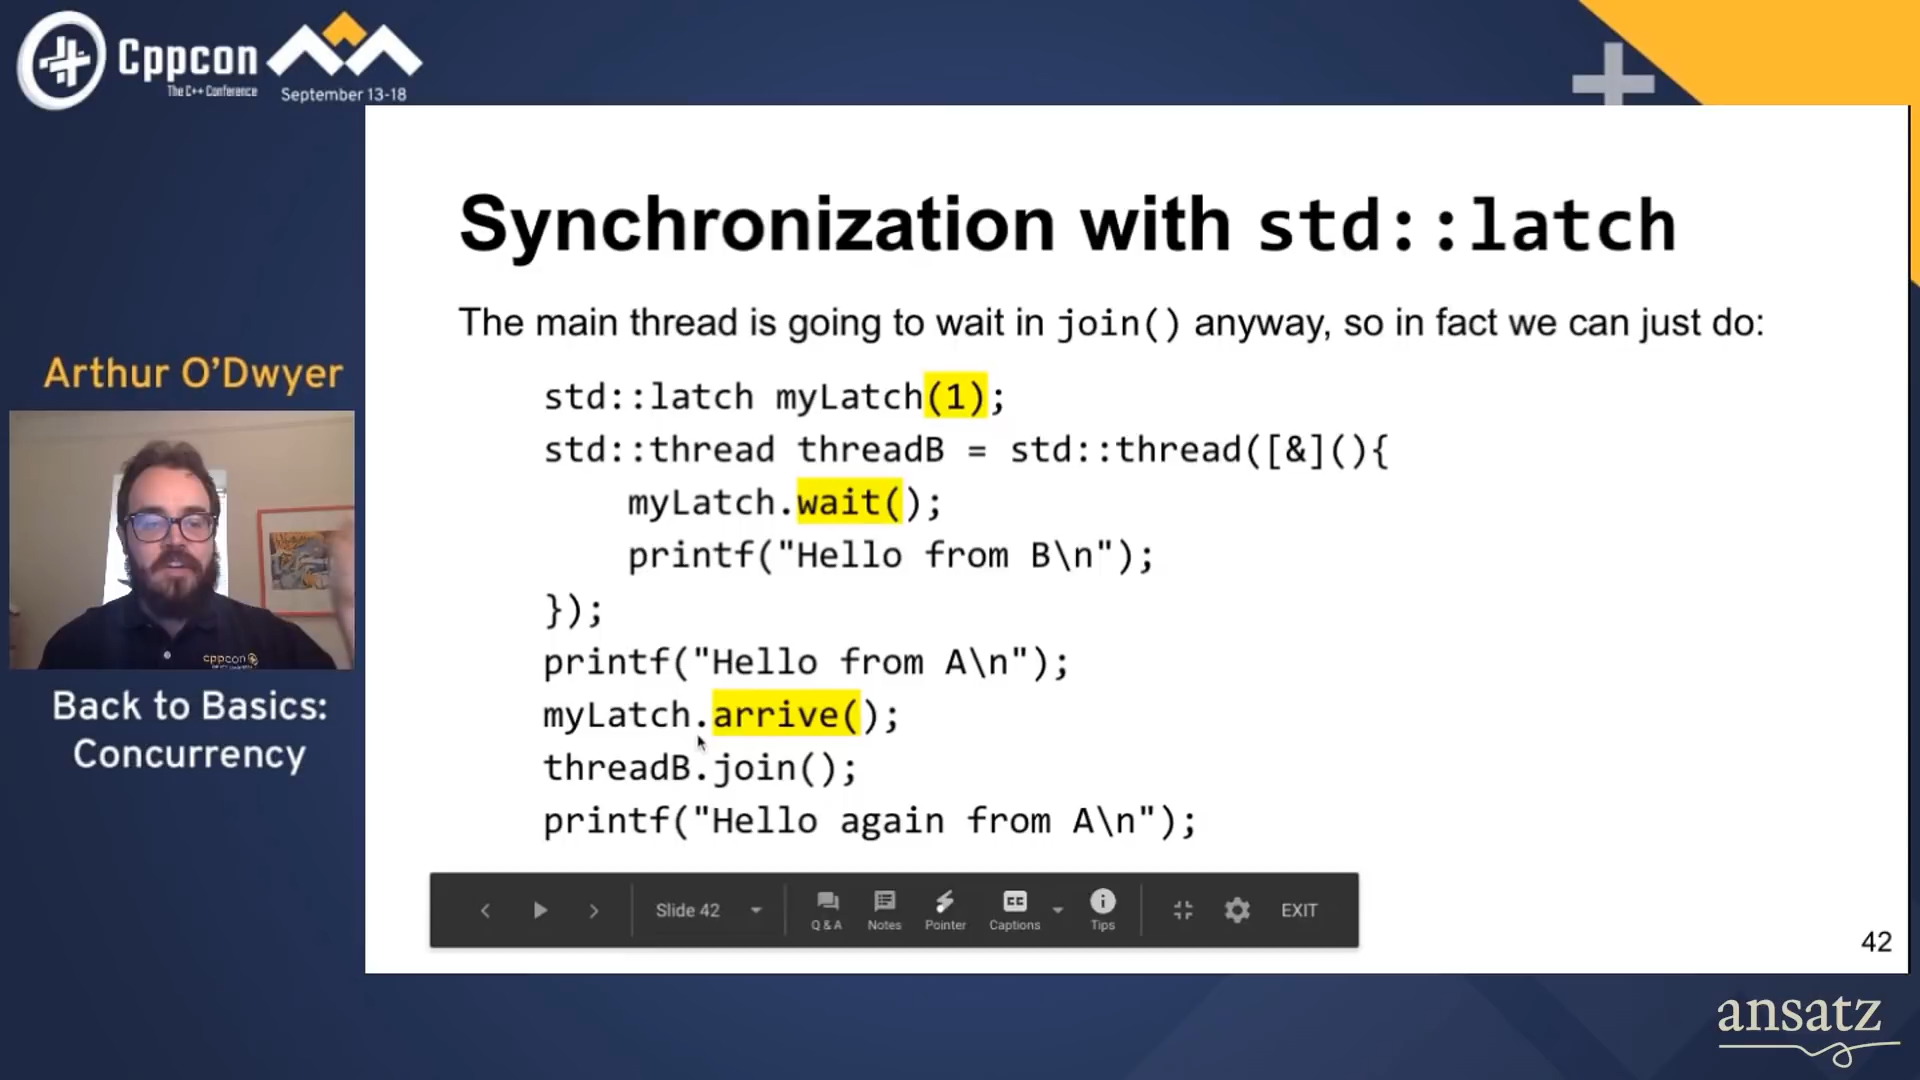 Cppcon
The C++ Conference
September 13-18
Arthur O'Dwyer
cppcon
Back to Basics:
Concurrency
Synchronization with std::latch
The main thread is going to wait in join() anyway, so in fact we can just do:
std::latch myLatch(1);
std::thread threadB = std::thread([&](){
myLatch.wait();
printf("Hello from B\n");
});
printf("Hello from A\n");
myLatch.arrive();
threadB.join();
printf("Hello again from A\n");
Slide 42
Q & A
Notes
Pointer
CC
Captions
Tips
EXIT
42
ansatz